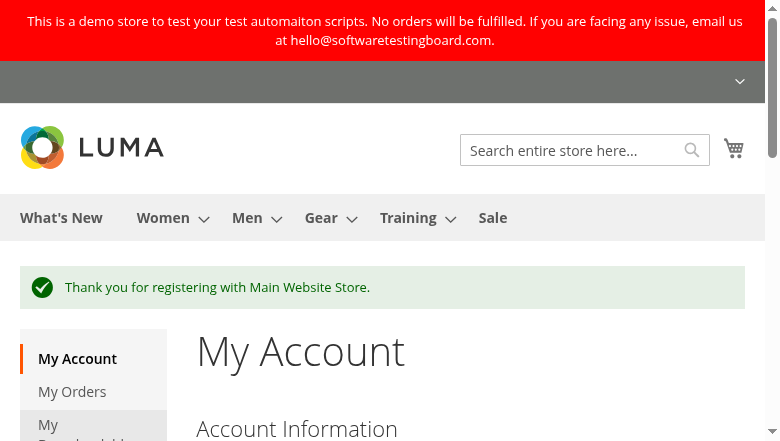 This is a demo store to test your test automaiton scripts. No orders will be fulfilled. If you are facing any issue, email us
at hello@softwaretestingboard.com.
LUMA
Search entire store here...
What's New Women Men Gear Training Sale
Thank you for registering with Main Website Store.
My Account
My Account
My Orders
My
Account Information